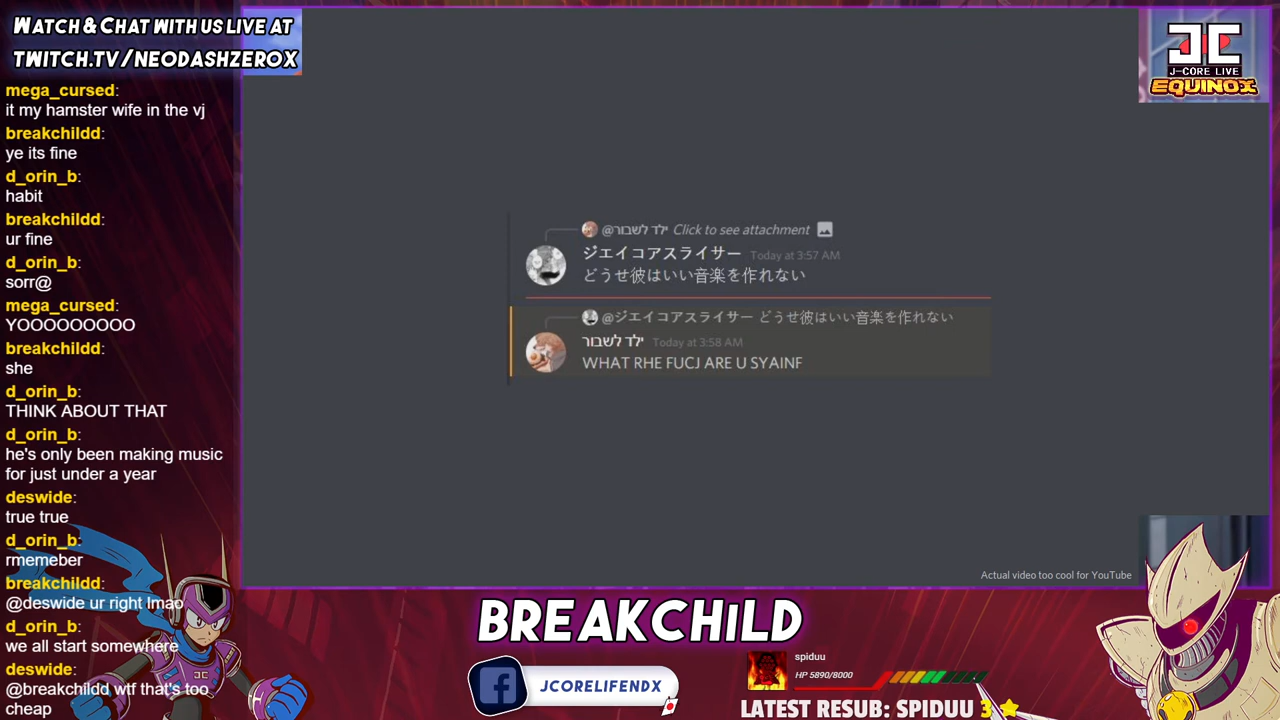 WATCH & CHAT WITH US LIVE AT
TWITCH.TV/NEODASHZEROX
mega_cursed:
it my hamster wife in the vj
breakchildd:
ye its fine
d_orin_b:
habit
breakchildd:
ur fine
d_orin_b:
sorr@
mega_cursed:
YOOOOOOOOO
breakchildd:
she
d_orin_b:
THINK ABOUT THAT
d_orin_b:
he's only been making music
for just under a year
deswide:
true true
d_orin_b:
rmemeber
breakchildd:
@deswide ur right lmao
d_orin_b:
we all start somewhere
deswide:
@breakchildd wtf that's too
cheap
JC
J-CORE LIVE
EQUINOX
@ילד לשבור Click to see attachment
ジエイコアスライサー Today at 3:57 AM
どうせ彼はいい音楽を作れない
@ジエイコアスライサー どうせ彼はいい音楽を作れない
ילד לשבור Today at 3:58 AM
WHAT RHE FUCJ ARE U SYAINF
Actual video too cool for YouTube
BREAKCHILD
JCORELIFENDX
spiduu
HP 5890/8000
LATEST RESUB: SPIDUU 3